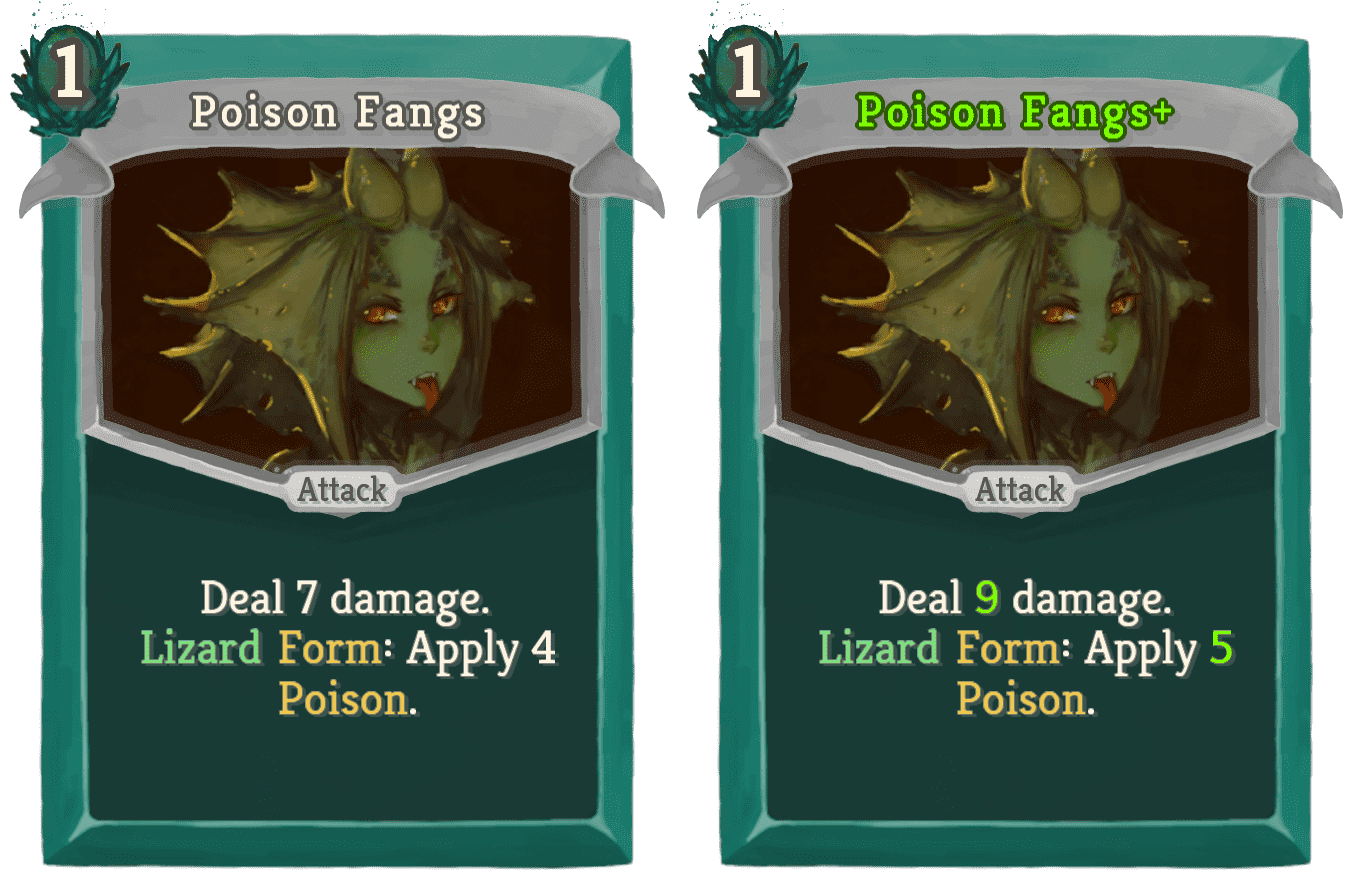 1
Poison Fangs
Attack
Deal 7 damage.
Lizard Form: Apply 4
Poison.
1
Poison Fangs+
Attack
Deal 9 damage.
Lizard Form: Apply 5
Poison.